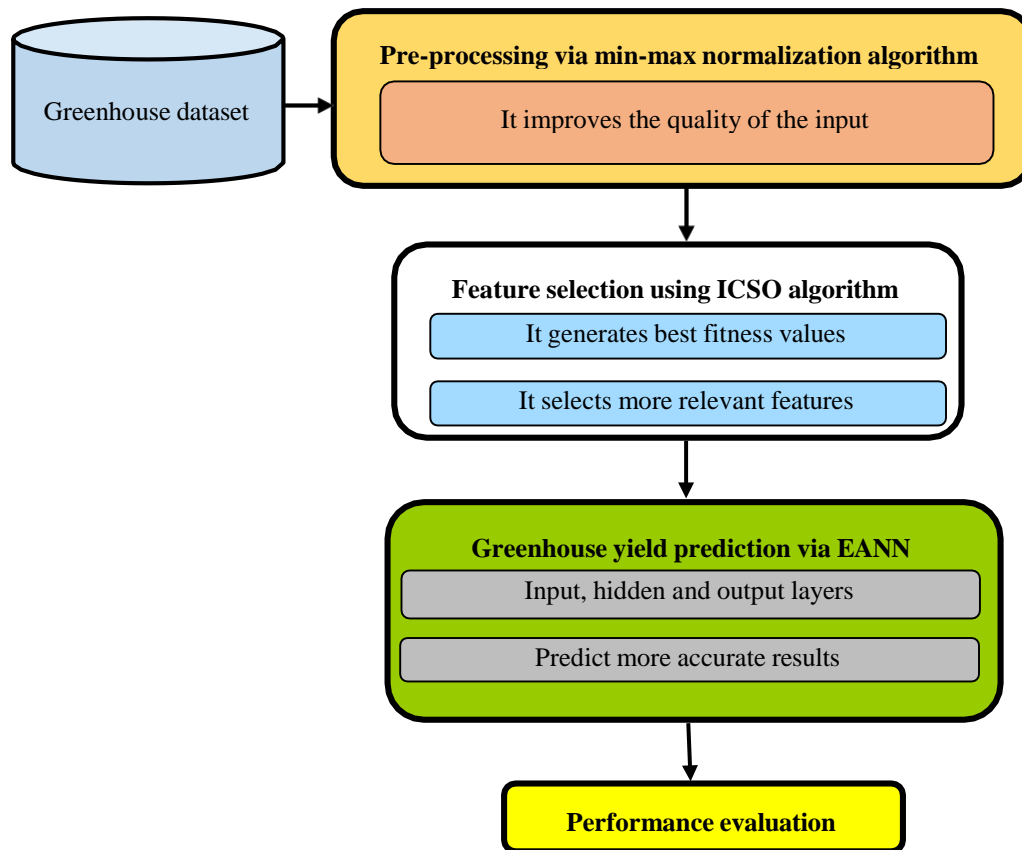 Greenhouse dataset
Pre-processing via min-max normalization algorithm
It improves the quality of the input
Feature selection using ICSO algorithm
It generates best fitness values
It selects more relevant features
Greenhouse yield prediction via EANN
Input, hidden and output layers
Predict more accurate results
Performance evaluation